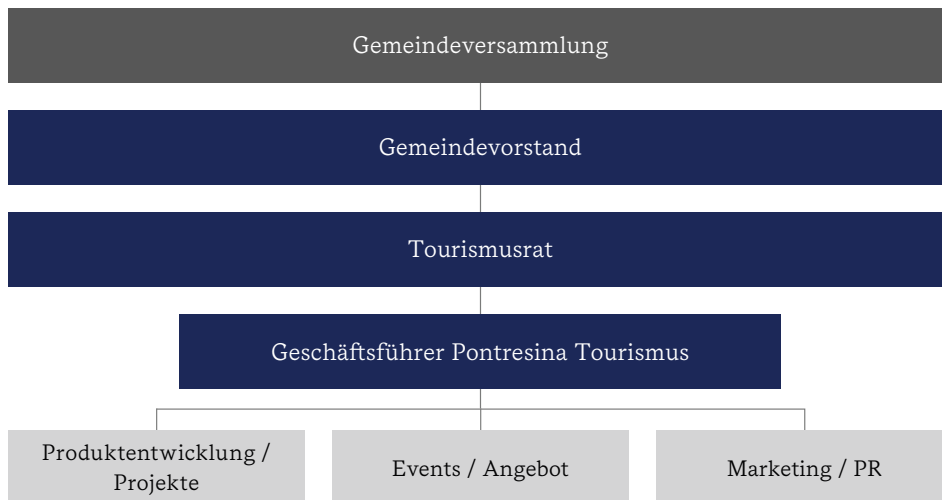 Gemeindeversammlung
Gemeindevorstand
Tourismusrat
Geschäftsführer Pontresina Tourismus
Produktentwicklung /
Projekte
Events / Angebot
Marketing / PR